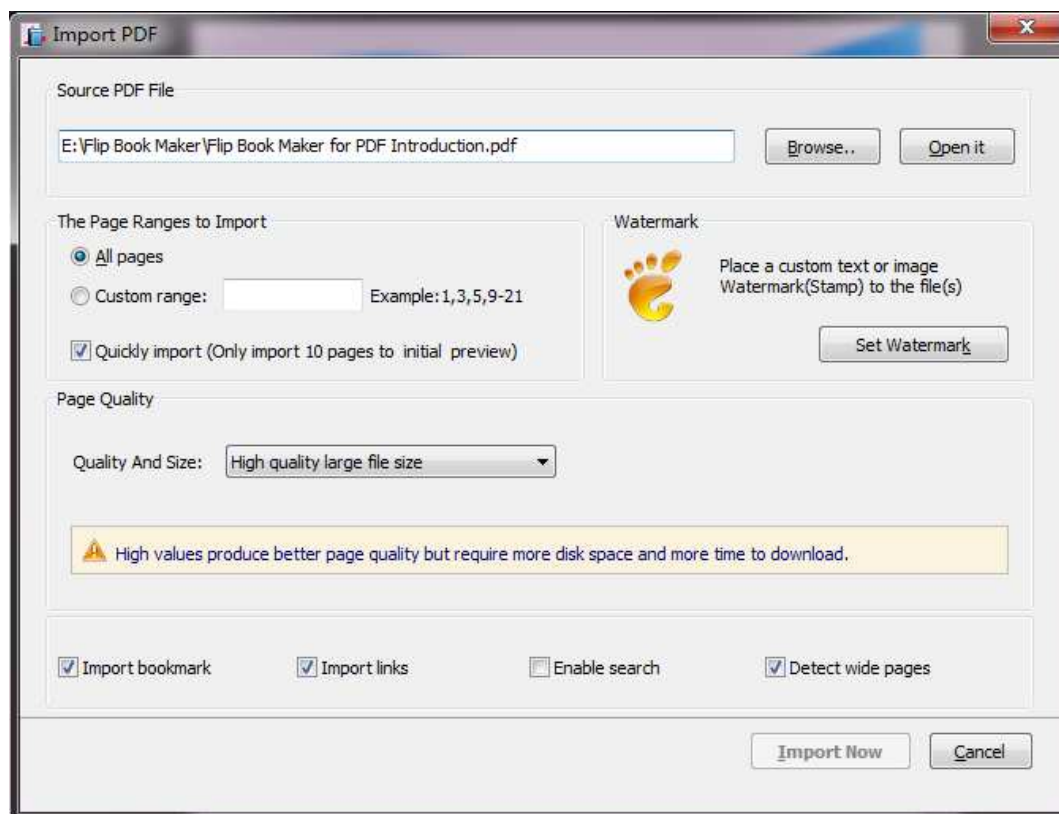 Import PDF
Source PDF File
E:\Flip Book Maker\Flip Book Maker for PDF Introduction.pdf
Browse..
Open it
The Page Ranges to Import
All pages
Custom range:
Example:1,3,5,9-21
Quickly import (Only import 10 pages to initial preview)
Watermark
Place a custom text or image
Watermark(Stamp) to the file(s)
Set Watermark
Page Quality
Quality And Size:
High quality large file size
High values produce better page quality but require more disk space and more time to download.
Import bookmark
Import links
Enable search
Detect wide pages
Import Now
Cancel